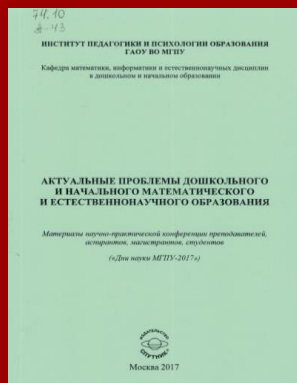 74.10
А-43
ИНСТИТУТ ПЕДАГОГИКИ И ПСИХОЛОГИИ ОБРАЗОВАНИЯ
ГАОУ ВО МГПУ
Кафедра математики, информатики и естественнонаучных дисциплин
в дошкольном и начальном образовании
АКТУАЛЬНЫЕ ПРОБЛЕМЫ ДОШКОЛЬНОГО
И НАЧАЛЬНОГО МАТЕМАТИЧЕСКОГО
И ЕСТЕСТВЕННОНАУЧНОГО ОБРАЗОВАНИЯ
Материалы научно-практической конференции преподавателей,
аспирантов, магистрантов, студентов
(«Дни науки МГПУ-2017»)
ИЗДАТЕЛЬСТВО
СПУТНИК+
Москва 2017